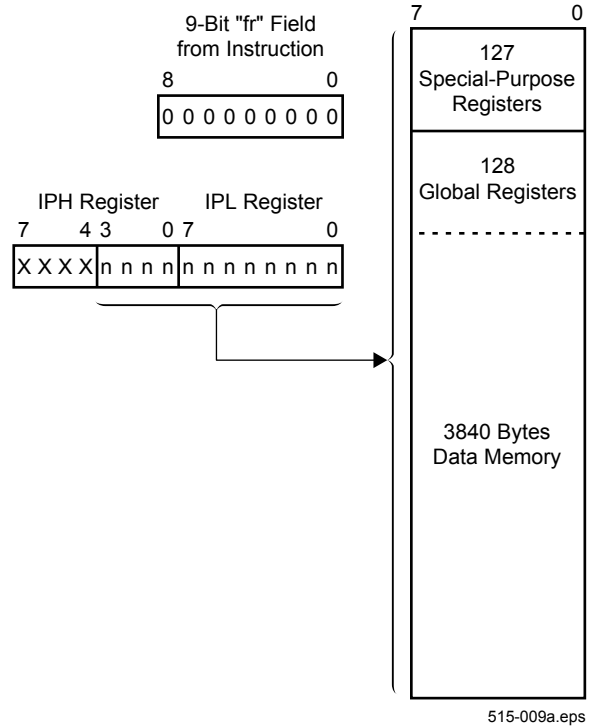 9-Bit "fr" Field
from Instruction
8 0
0 0 0 0 0 0 0 0 0
IPH Register IPL Register
7 4 3 0 7 0
X X X X n n n n n n n n n n n n
7 0
127
Special-Purpose
Registers
128
Global Registers
3840 Bytes
Data Memory
515-009a.eps